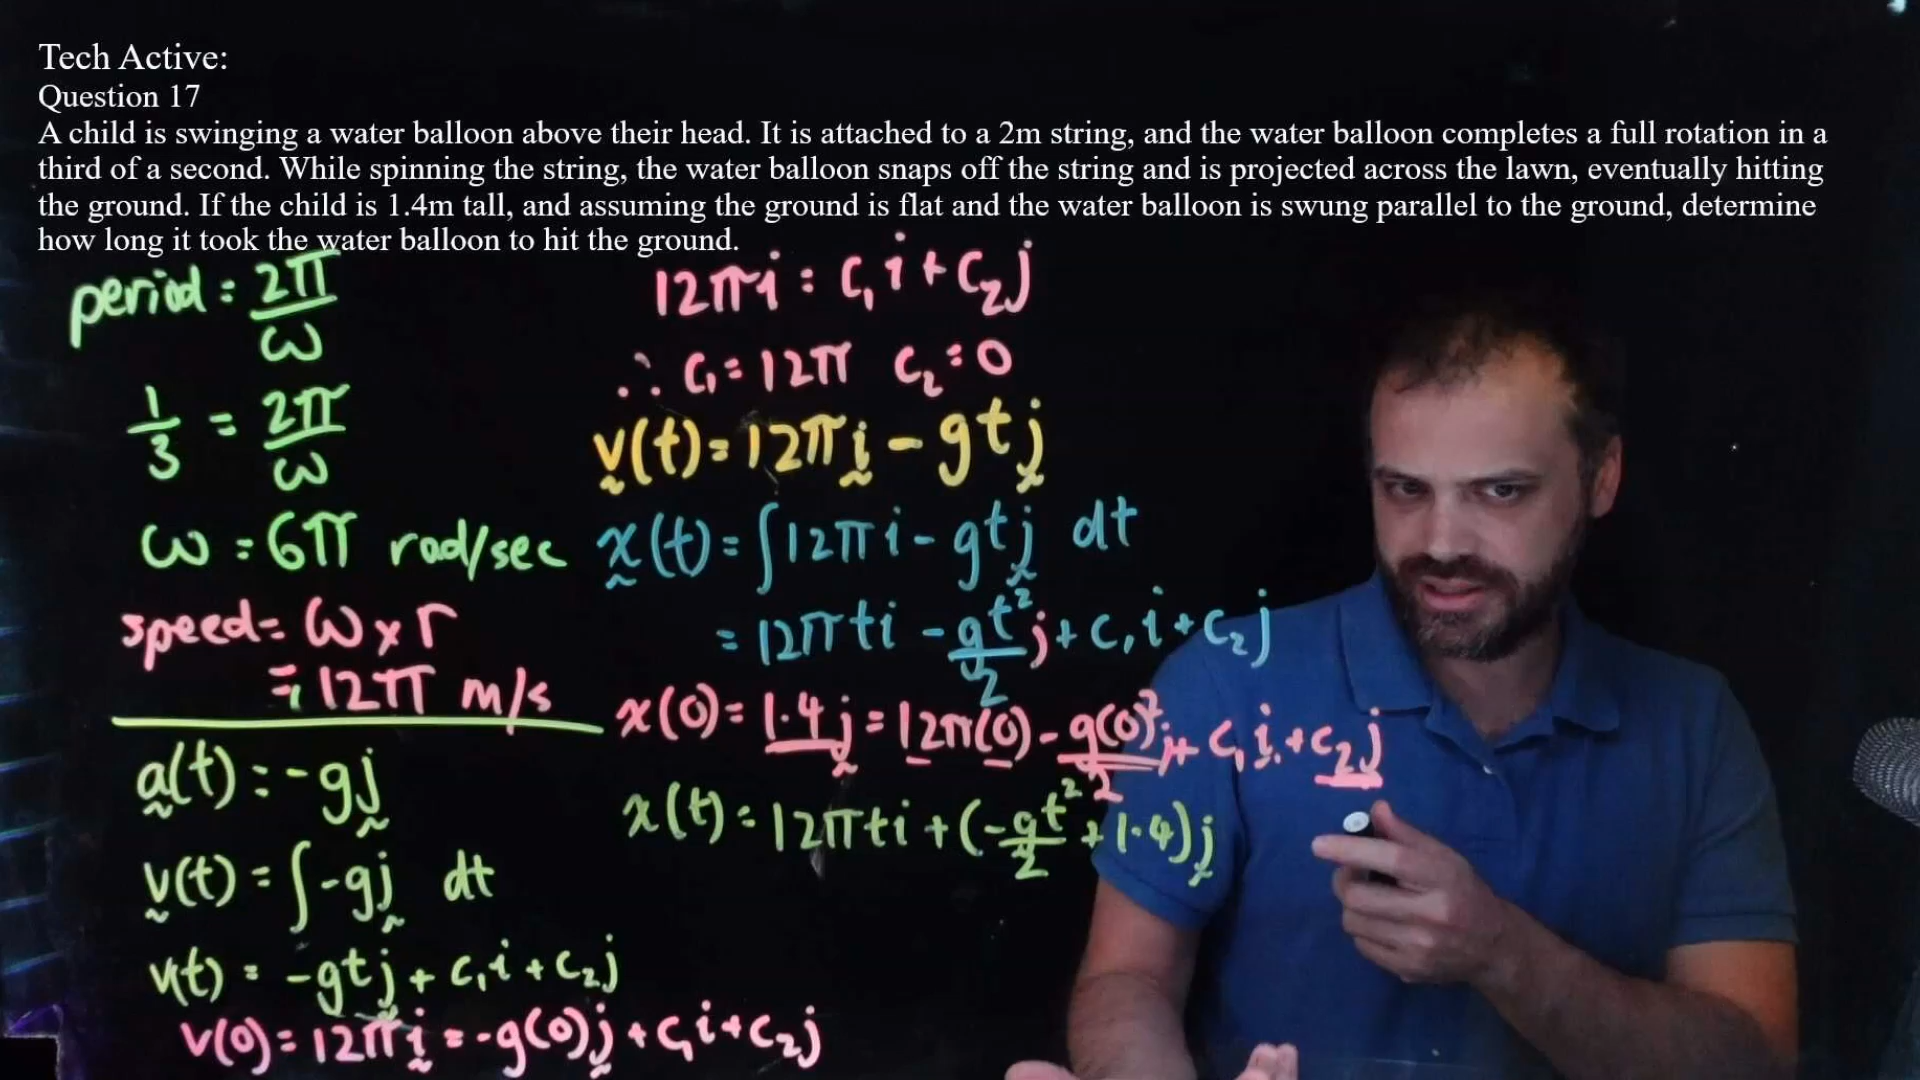 Tech Active:
Question 17
A child is swinging a water balloon above their head. It is attached to a 2m string, and the water balloon completes a full rotation in a
third of a second. While spinning the string, the water balloon snaps off the string and is projected across the lawn, eventually hitting
the ground. If the child is 1.4m tall, and assuming the ground is flat and the water balloon is swung parallel to the ground, determine
how long it took the water balloon to hit the ground.
period = 2π/ω
1/3 = 2π/ω
ω = 6π rad/sec
speed = ω × r
= 12π m/s
a(t) = -gj
v(t) = ∫-gj dt
v(t) = -gtj + c₁i + c₂j
v(0) = 12πi = -g(0)j + c₁i + c₂j
12πi = c₁i + c₂j
∴ c₁ = 12π c₂ = 0
v(t) = 12πi - gtj
x(t) = ∫12πi - gtj dt
= 12πti - gt²/2 j + c₁i + c₂j
x(0) = 1.4j = 12π(0) - g(0)²/2 j + c₁i + c₂j
x(t) = 12πti + (-gt²/2 + 1.4)j